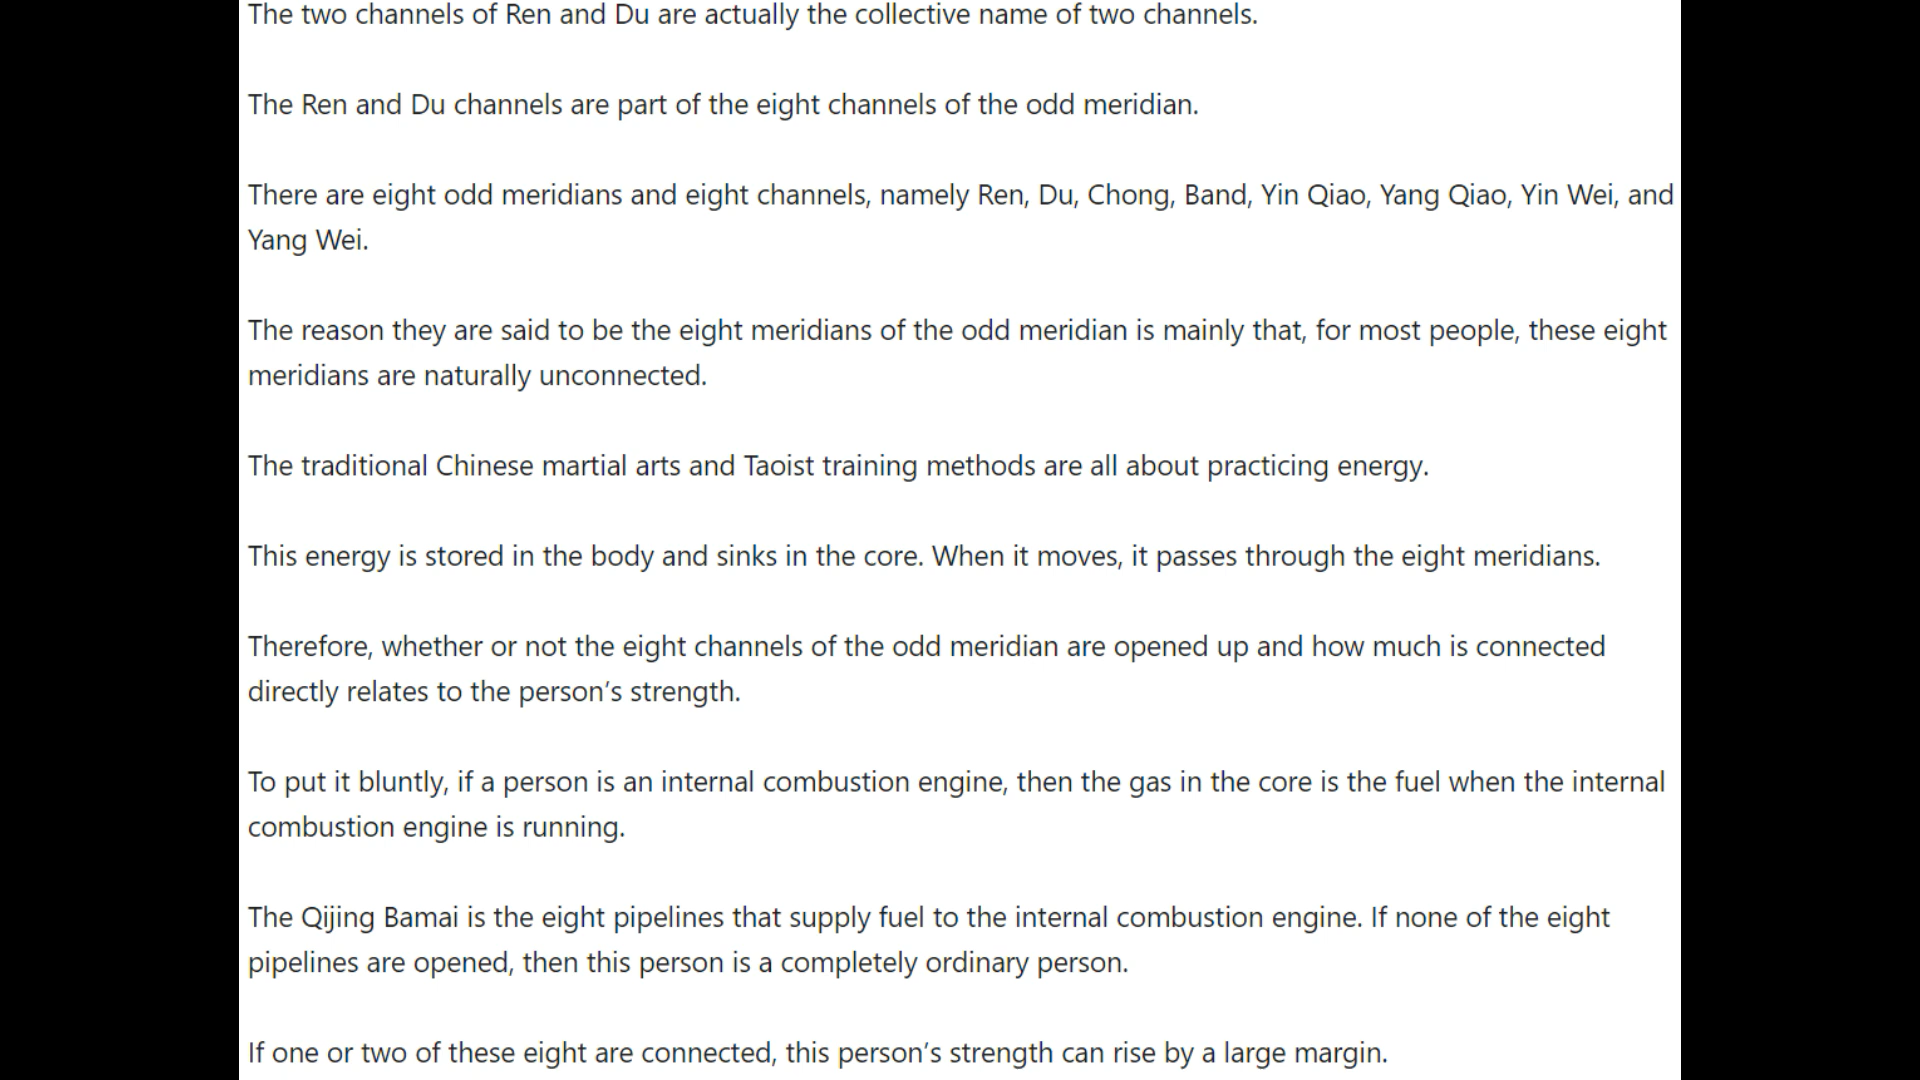 The two channels of Ren and Du are actually the collective name of two channels.
The Ren and Du channels are part of the eight channels of the odd meridian.
There are eight odd meridians and eight channels, namely Ren, Du, Chong, Band, Yin Qiao, Yang Qiao, Yin Wei, and
Yang Wei.
The reason they are said to be the eight meridians of the odd meridian is mainly that, for most people, these eight
meridians are naturally unconnected.
The traditional Chinese martial arts and Taoist training methods are all about practicing energy.
This energy is stored in the body and sinks in the core. When it moves, it passes through the eight meridians.
Therefore, whether or not the eight channels of the odd meridian are opened up and how much is connected
directly relates to the person’s strength.
To put it bluntly, if a person is an internal combustion engine, then the gas in the core is the fuel when the internal
combustion engine is running.
The Qijing Bamai is the eight pipelines that supply fuel to the internal combustion engine. If none of the eight
pipelines are opened, then this person is a completely ordinary person.
If one or two of these eight are connected, this person’s strength can rise by a large margin.